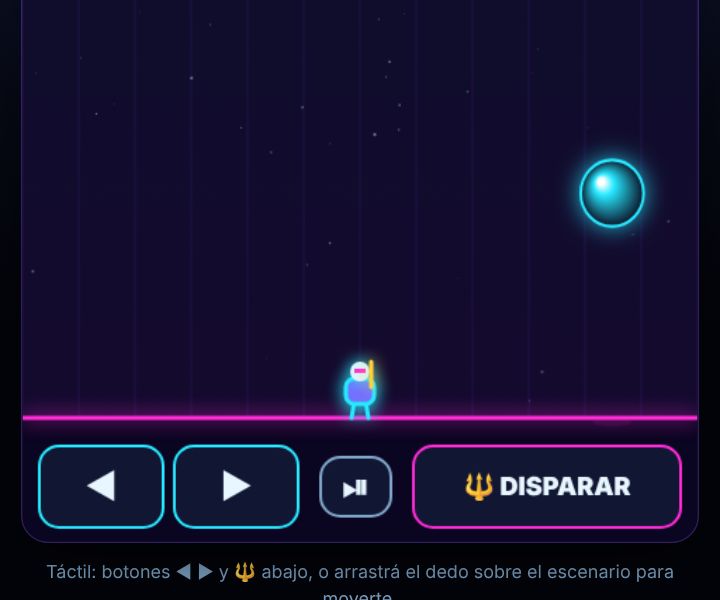 🔱 DISPARAR
Táctil: botones ◀ ▶ y 🔱 abajo, o arrastrá el dedo sobre el escenario para
moverte